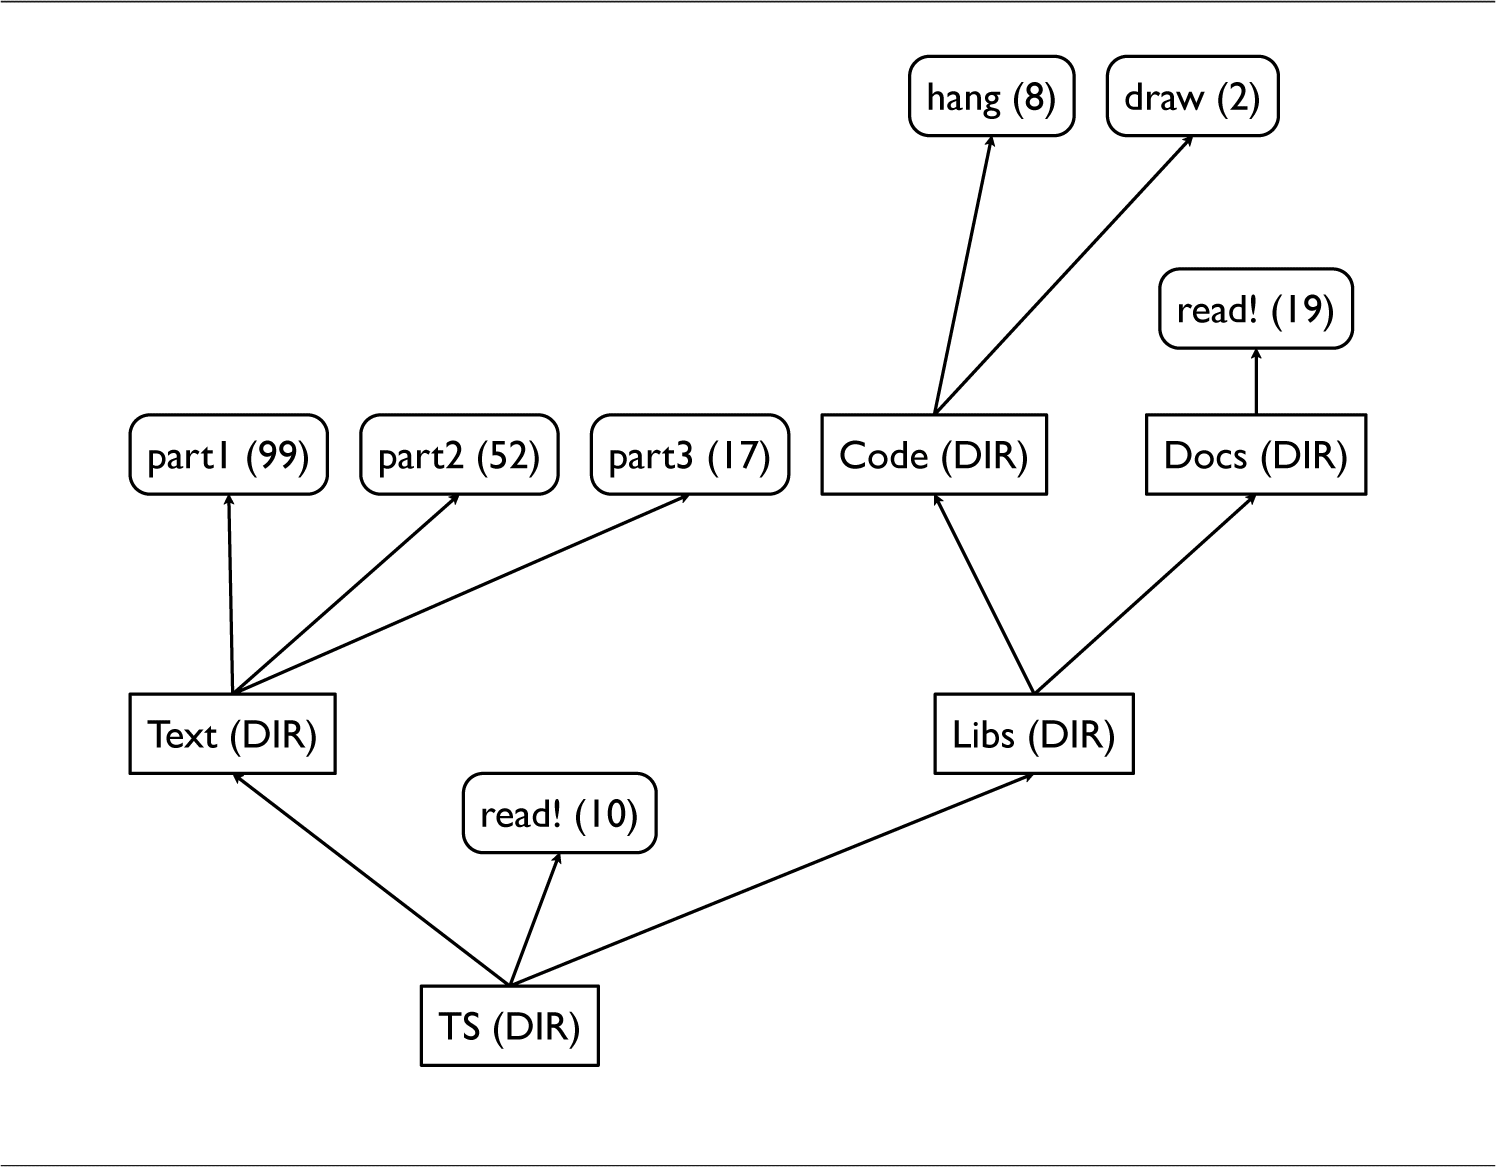 hang (8)
draw (2)
read! (19)
part1 (99)
part2 (52)
part3 (17)
Code (DIR)
Docs (DIR)
Text (DIR)
Libs (DIR)
read! (10)
TS (DIR)